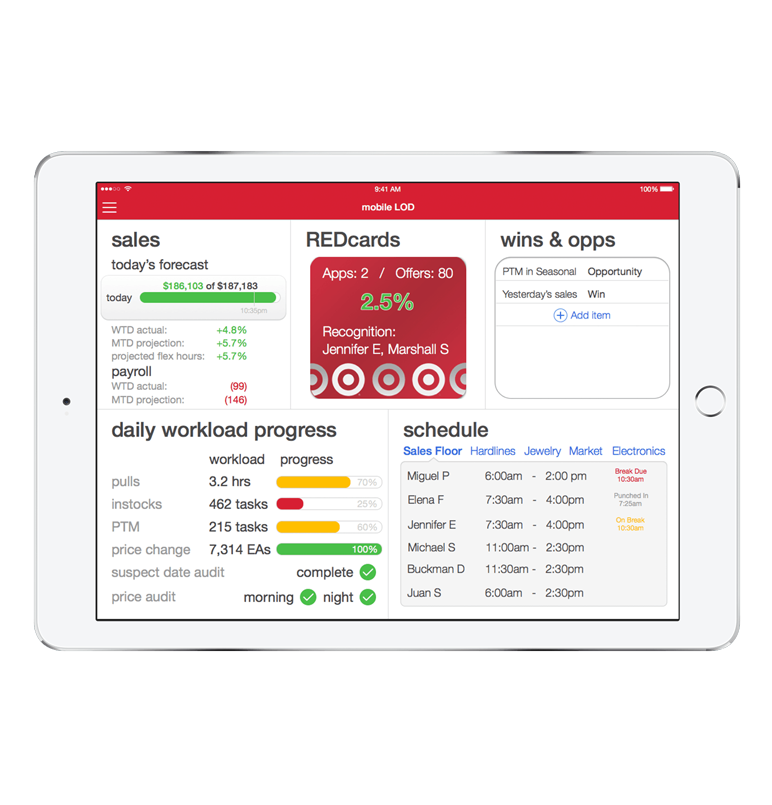 9:41 AM
100%
mobile LOD
sales
today's forecast
$186,103 of $187,183
today
10:35pm
WTD actual: +4.8%
MTD projection: +5.7%
projected flex hours: +5.7%
payroll
WTD actual: (99)
MTD projection: (146)
REDcards
Apps: 2 / Offers: 80
2.5%
Recognition:
Jennifer E, Marshall S
wins & opps
PTM in Seasonal Opportunity
Yesterday's sales Win
Add item
daily workload progress
workload progress
pulls 3.2 hrs 70%
instocks 462 tasks 25%
PTM 215 tasks 60%
price change 7,314 EAs 100%
suspect date audit complete
price audit morning night
schedule
Sales Floor Hardlines Jewelry Market Electronics
Miguel P 6:00am - 2:00 pm Break Due
10:30am
Elena F 7:30am - 4:00pm Punched In
7:25am
Jennifer E 7:30am - 4:00pm On Break
10:30am
Michael S 11:00am - 2:30pm
Buckman D 11:30am - 2:30pm
Juan S 6:00am - 2:30pm